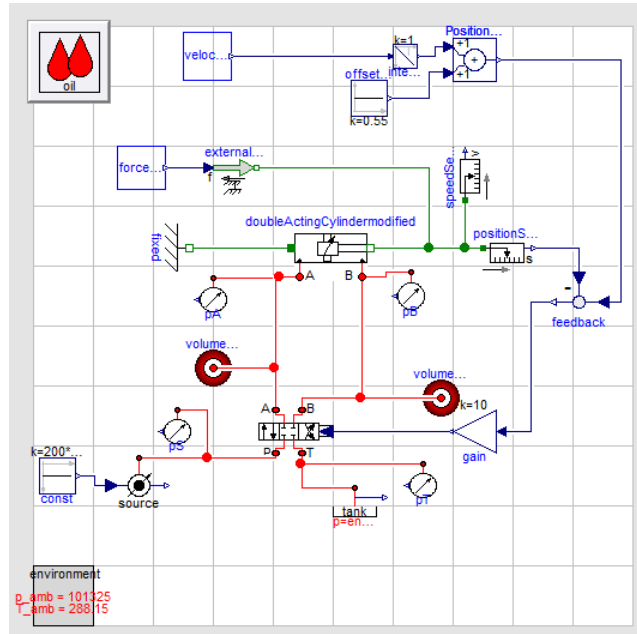 oil
veloc...
k=1
inte...
Position...
+1
+
+1
offset...
k=0.55
force...
external...
f
v
speedSe...
doubleActingCylindermodified
fixed
positionS...
s
A
B
pA
pB
-
feedback
volume...
volume...
A
B
k=10
pS
P
T
gain
k=200*...
const
source
tank
p=en...
pT
environment
p_amb = 101325
T_amb = 288.15